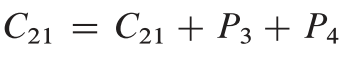 C₂₁ = C₂₁ + P₃ + P₄